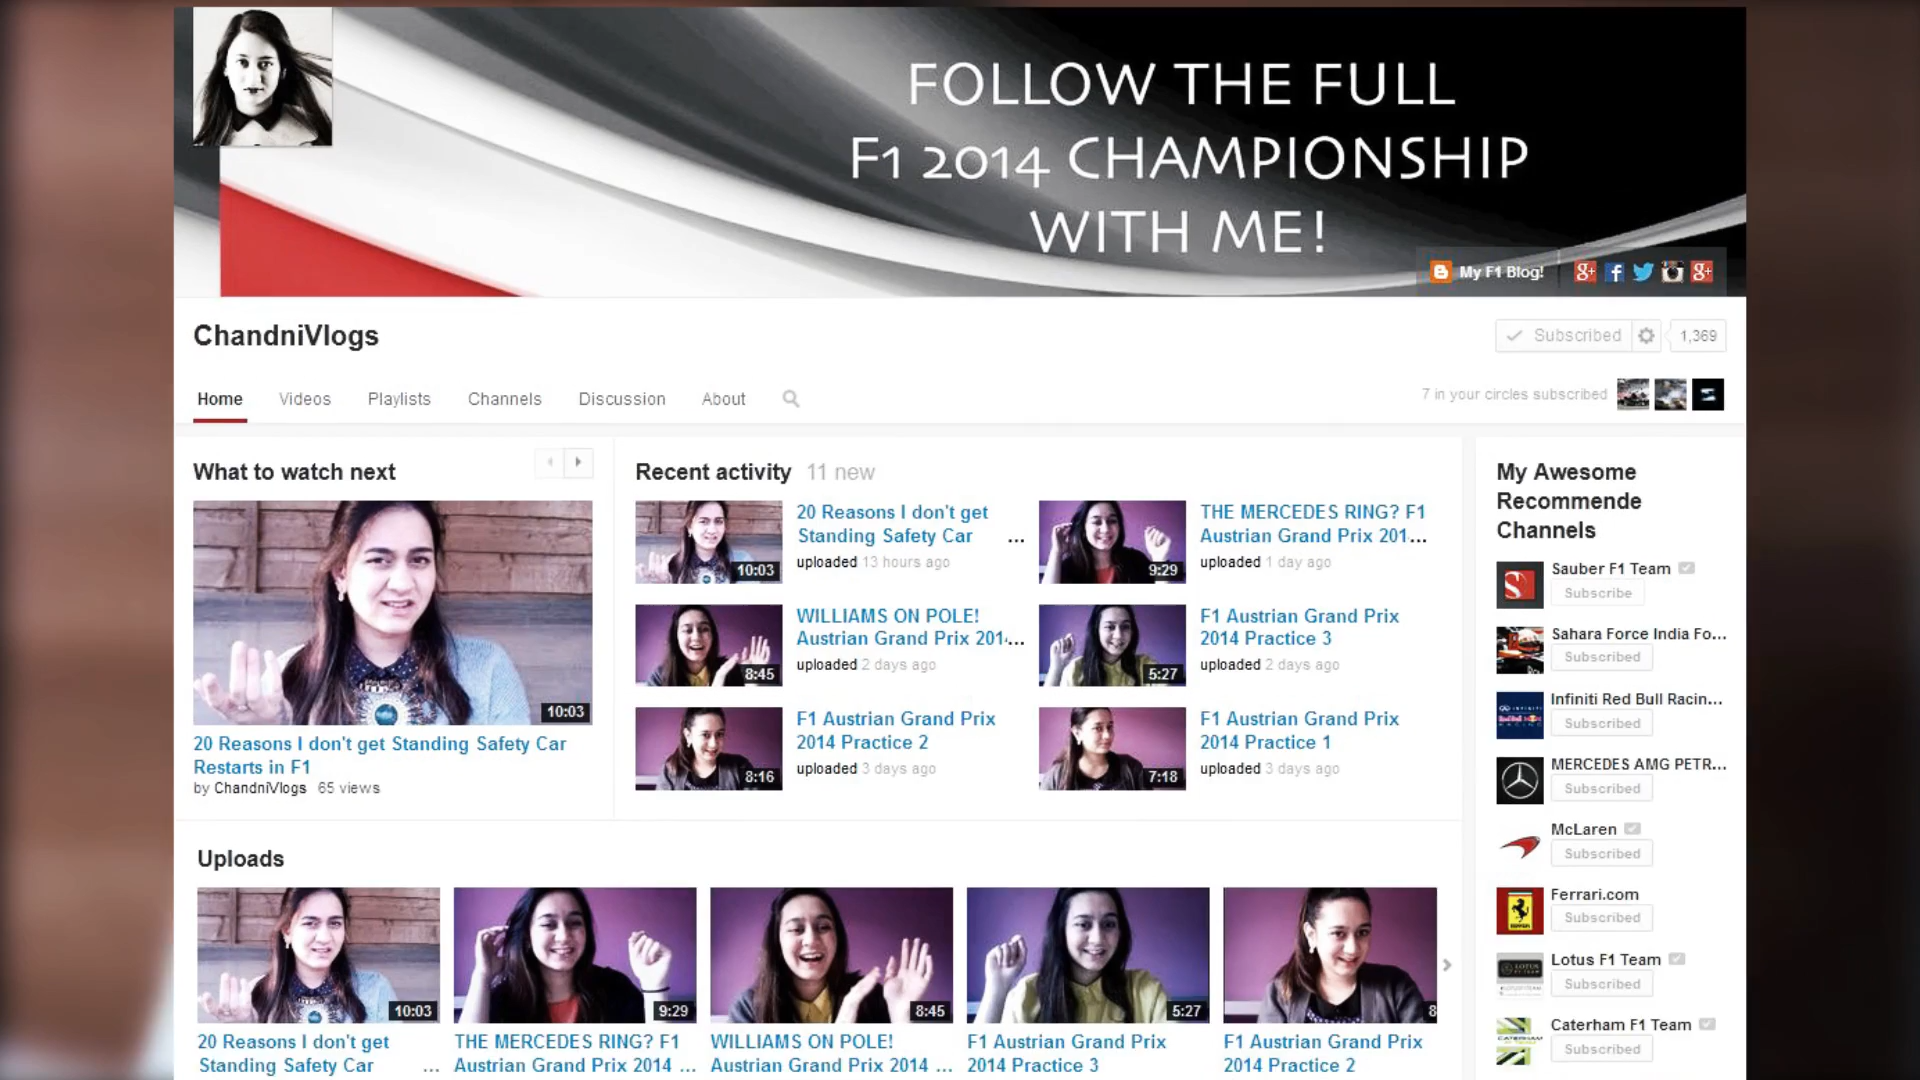 FOLLOW THE FULL
F1 2014 CHAMPIONSHIP
WITH ME!
My F1 Blog!
ChandniVlogs
Subscribed
1,369
Home
Videos
Playlists
Channels
Discussion
About
7 in your circles subscribed
What to watch next
10:03
20 Reasons I don't get Standing Safety Car
Restarts in F1
by ChandniVlogs 65 views
Recent activity 11 new
10:03
20 Reasons I don't get
Standing Safety Car ...
uploaded 13 hours ago
9:29
THE MERCEDES RING? F1
Austrian Grand Prix 201...
uploaded 1 day ago
8:45
WILLIAMS ON POLE!
Austrian Grand Prix 201...
uploaded 2 days ago
5:27
F1 Austrian Grand Prix
2014 Practice 3
uploaded 2 days ago
8:16
F1 Austrian Grand Prix
2014 Practice 2
uploaded 3 days ago
7:18
F1 Austrian Grand Prix
2014 Practice 1
uploaded 3 days ago
My Awesome
Recommende
Channels
Sauber F1 Team
Subscribe
Sahara Force India Fo...
Subscribed
Infiniti Red Bull Racin...
Subscribed
MERCEDES AMG PETR...
Subscribed
McLaren
Subscribed
Ferrari.com
Subscribed
Lotus F1 Team
Subscribed
Caterham F1 Team
Subscribed
Uploads
10:03
20 Reasons I don't get
Standing Safety Car ...
9:29
THE MERCEDES RING? F1
Austrian Grand Prix 2014 ...
8:45
WILLIAMS ON POLE!
Austrian Grand Prix 2014 ...
5:27
F1 Austrian Grand Prix
2014 Practice 3
8
F1 Austrian Grand Prix
2014 Practice 2